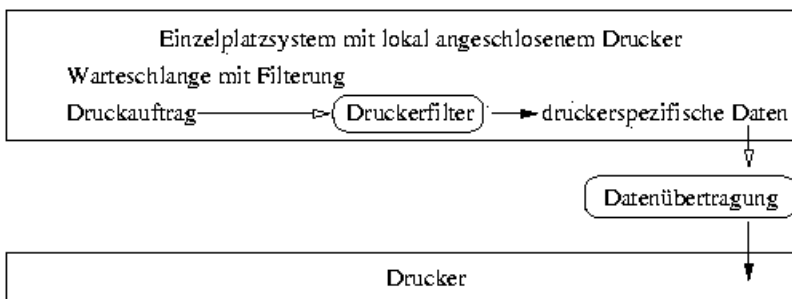 Einzelplatzsystem mit lokal angeschlosenem Drucker
Warteschlange mit Filterung
Druckauftrag Druckerfilter druckerspezifische Daten
Datenübertragung
Drucker